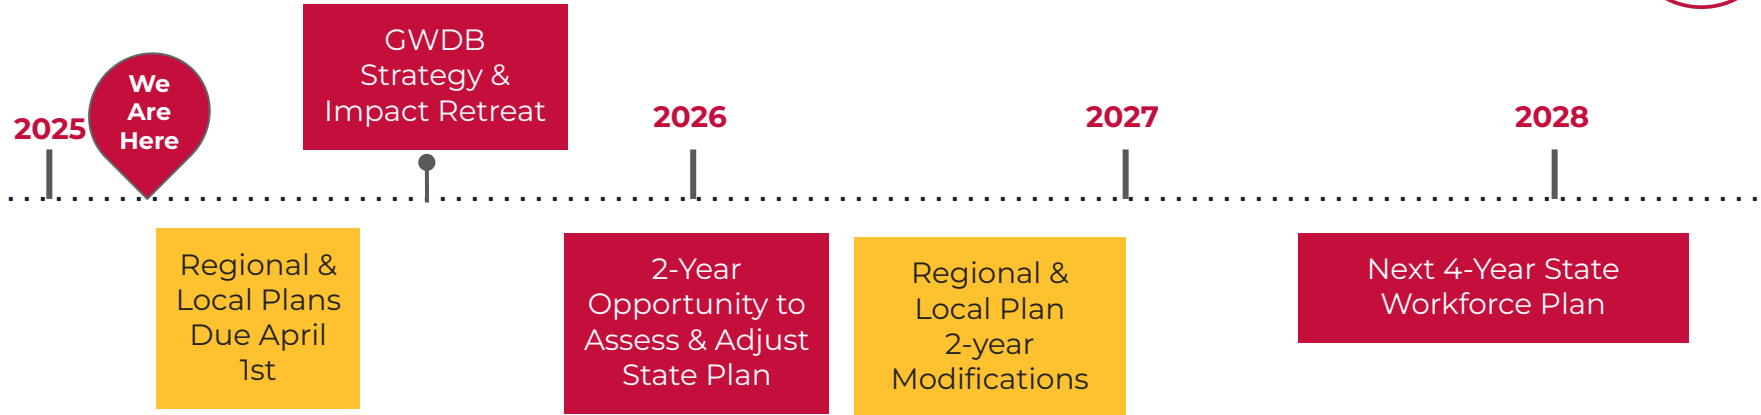 2025
We
Are
Here
GWDB
Strategy &
Impact Retreat
2026
2027
2028
Regional &
Local Plans
Due April
1st
2-Year
Opportunity to
Assess & Adjust
State Plan
Regional &
Local Plan
2-year
Modifications
Next 4-Year State
Workforce Plan